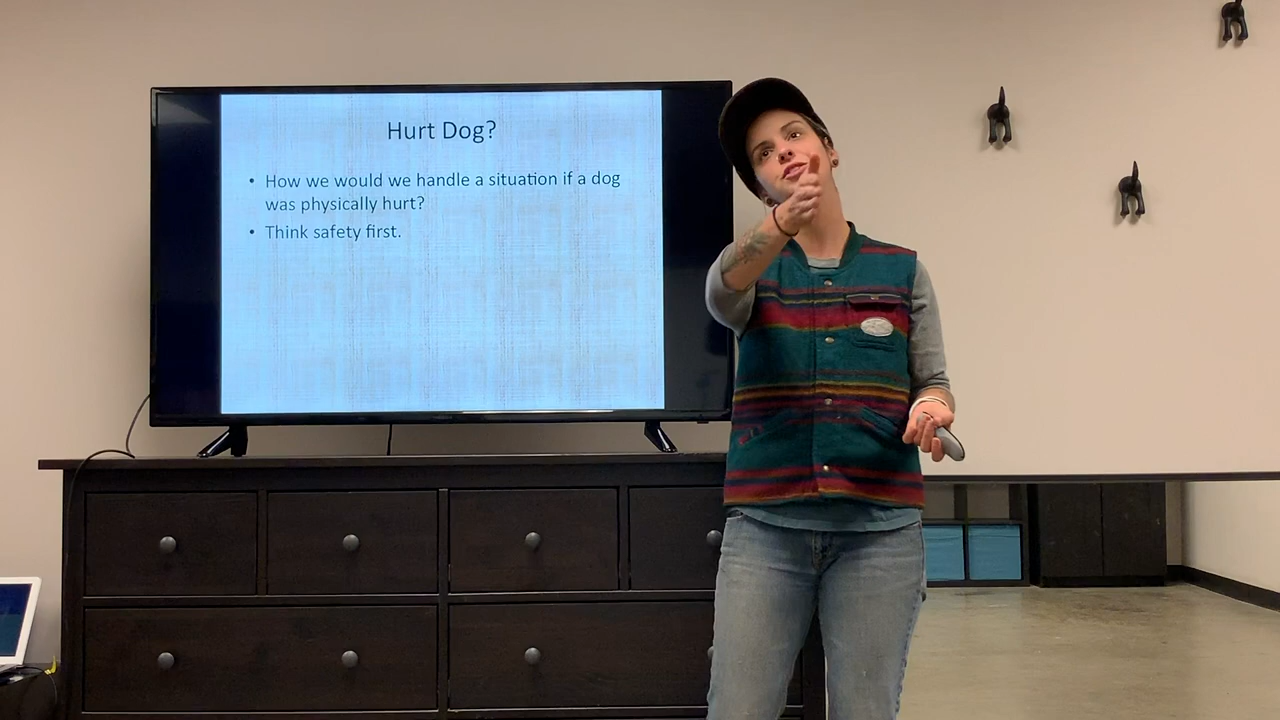 Hurt Dog?
• How we would we handle a situation if a dog
was physically hurt?
• Think safety first.